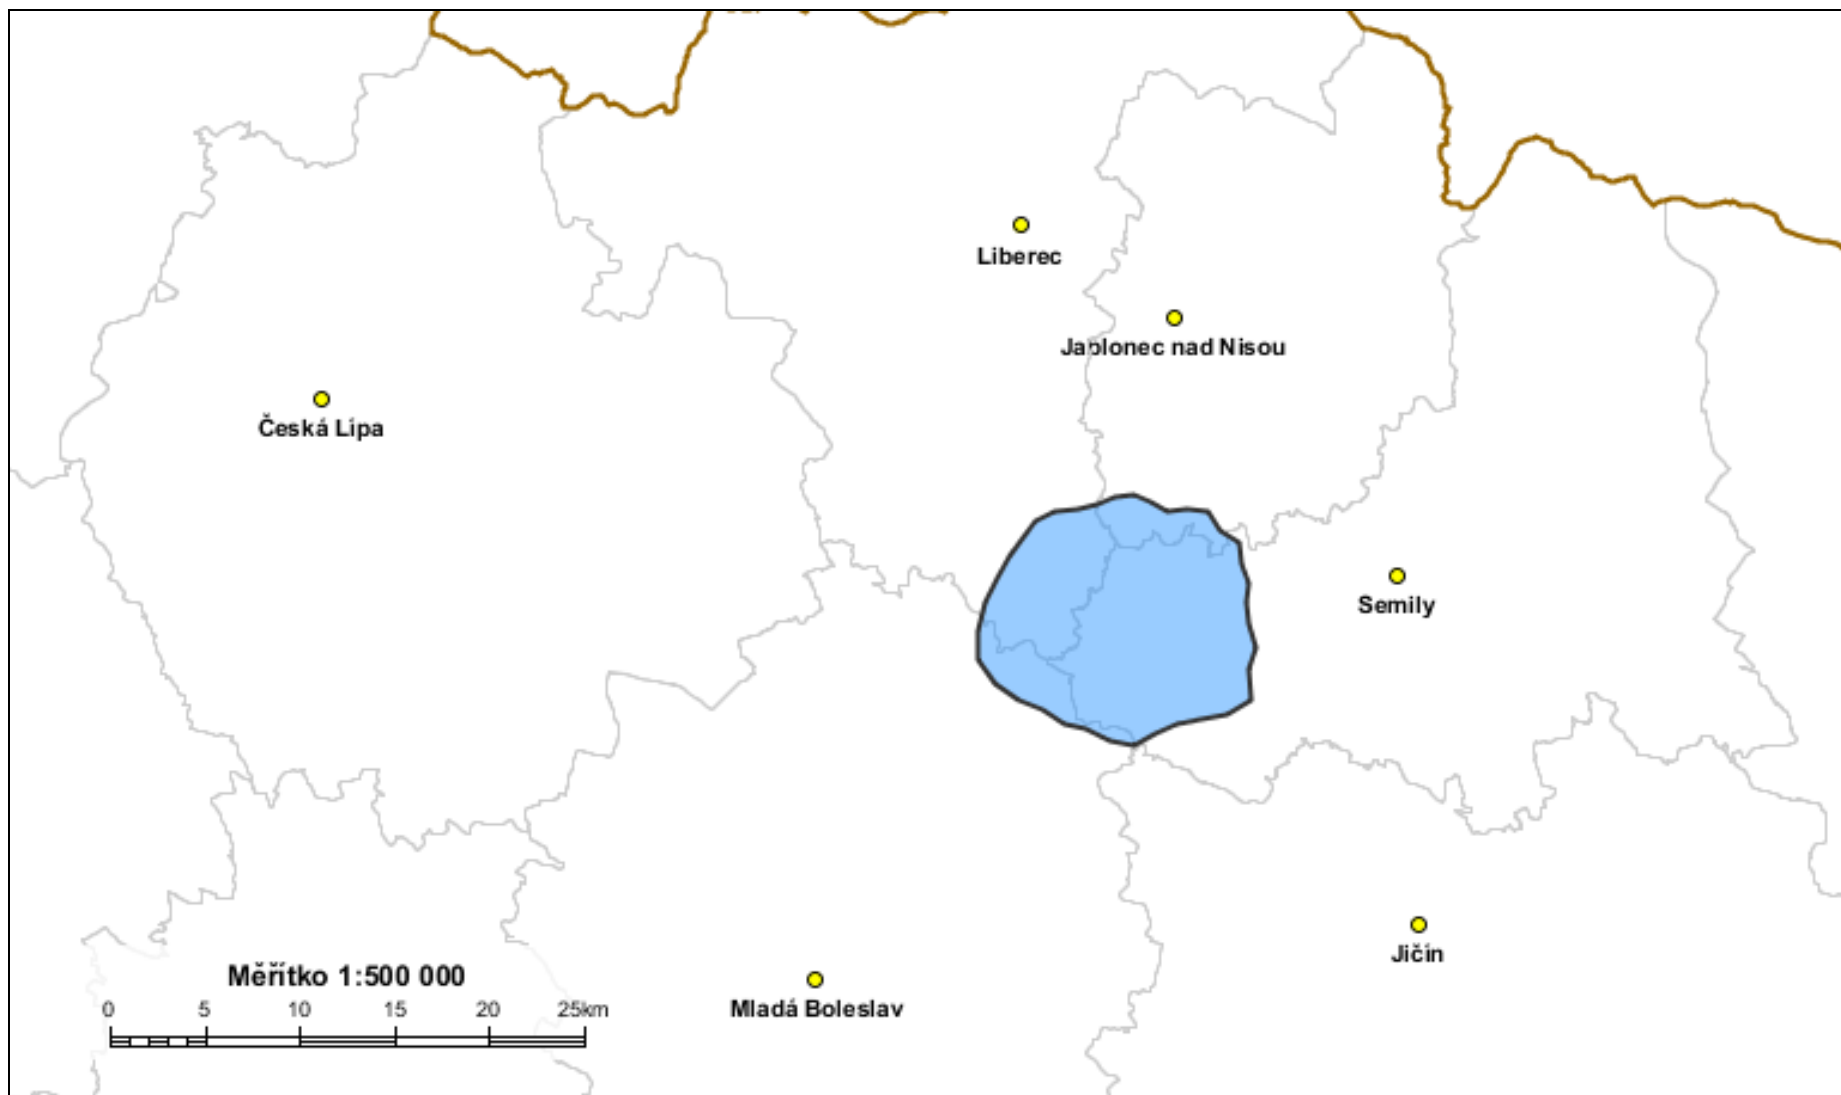 Liberec
Jablonec nad Nisou
Česká Lípa
Semily
Jičín
Měřítko 1:500 000
0 5 10 15 20 25km
Mladá Boleslav